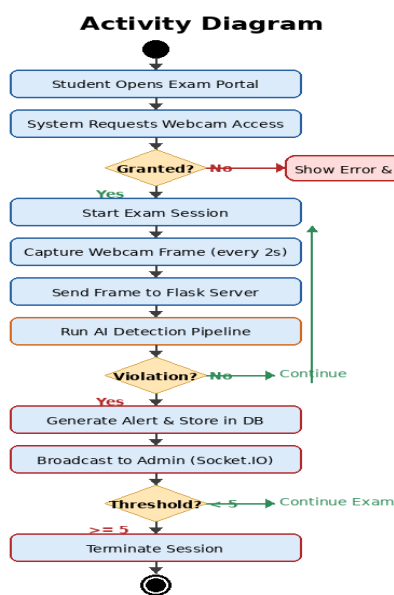 Activity Diagram
Student Opens Exam Portal
System Requests Webcam Access
Granted? No Show Error &
Yes
Start Exam Session
Capture Webcam Frame (every 2s)
Send Frame to Flask Server
Run AI Detection Pipeline
Violation? No Continue
Yes
Generate Alert & Store in DB
Broadcast to Admin (Socket.IO)
Threshold? < 5 Continue Exam
>= 5
Terminate Session